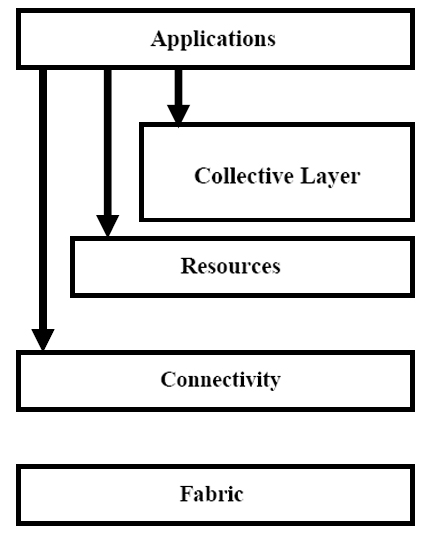 Applications
Collective Layer
Resources
Connectivity
Fabric